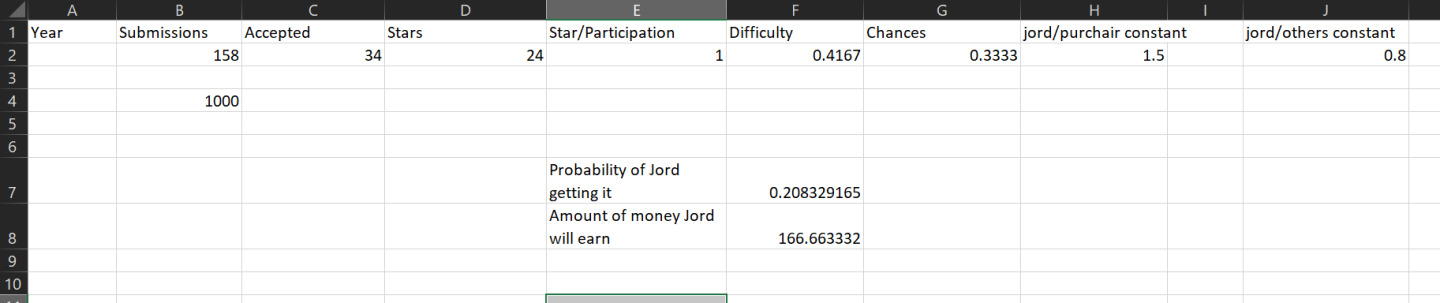 A B C D E F G H I J
1 Year Submissions Accepted Stars Star/Participation Difficulty Chances jord/purchair constant jord/others constant
2 158 34 24 1 0.4167 0.3333 1.5 0.8
3
4 1000
5
6
Probability of Jord
7 getting it 0.208329165
Amount of money Jord
8 will earn 166.663332
9
10